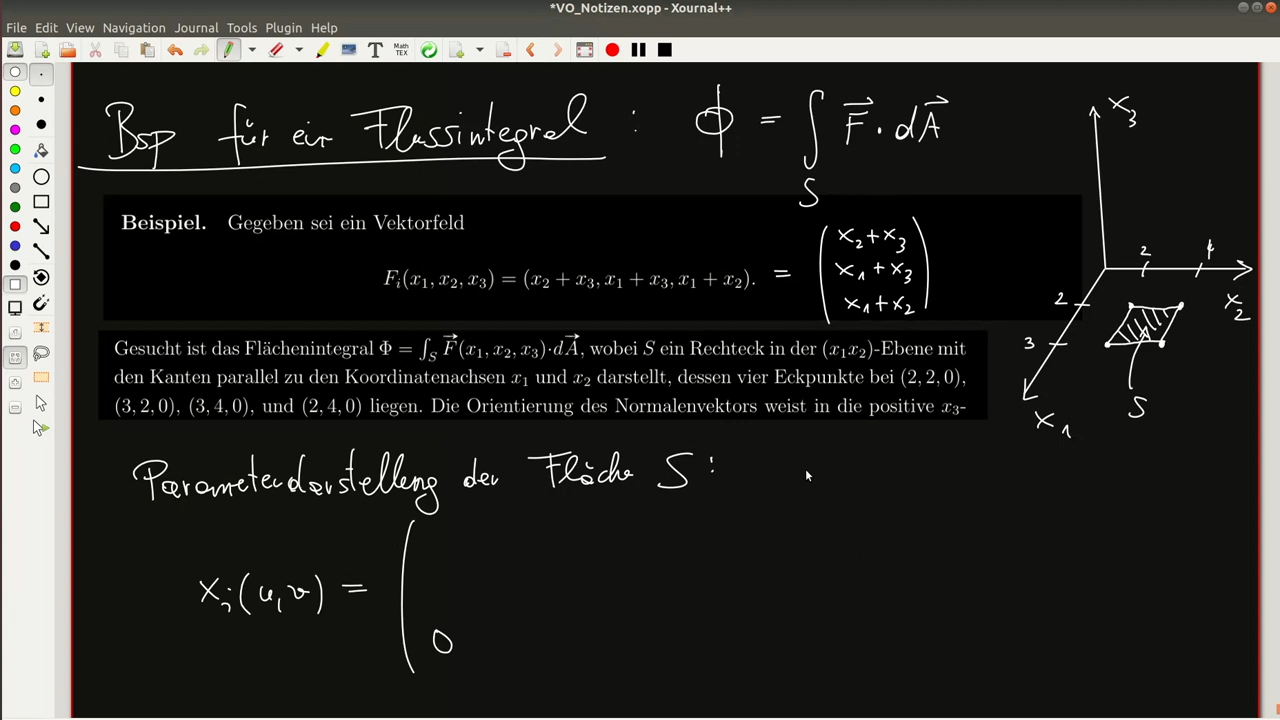 *VO_Notizen.xopp - Xournal++
File Edit View Navigation Journal Tools Plugin Help
Math TEX
Bsp für ein Flussintegral : ϕ = ∫_S F⃗ · dA⃗
Beispiel. Gegeben sei ein Vektorfeld
F_i(x_1, x_2, x_3) = (x_2 + x_3, x_1 + x_3, x_1 + x_2). = ( x_2+x_3
x_1+x_3
x_1+x_2 )
Gesucht ist das Flächenintegral Φ = ∫_S F⃗(x_1, x_2, x_3)·dA⃗, wobei S ein Rechteck in der (x_1x_2)-Ebene mit
den Kanten parallel zu den Koordinatenachsen x_1 und x_2 darstellt, dessen vier Eckpunkte bei (2, 2, 0),
(3, 2, 0), (3, 4, 0), und (2, 4, 0) liegen. Die Orientierung des Normalenvektors weist in die positive x_3-
x_3
2 4
x_2
2
3
x_1
S
Parameterdarstellung der Fläche S :
x_i(u,v) = (
0